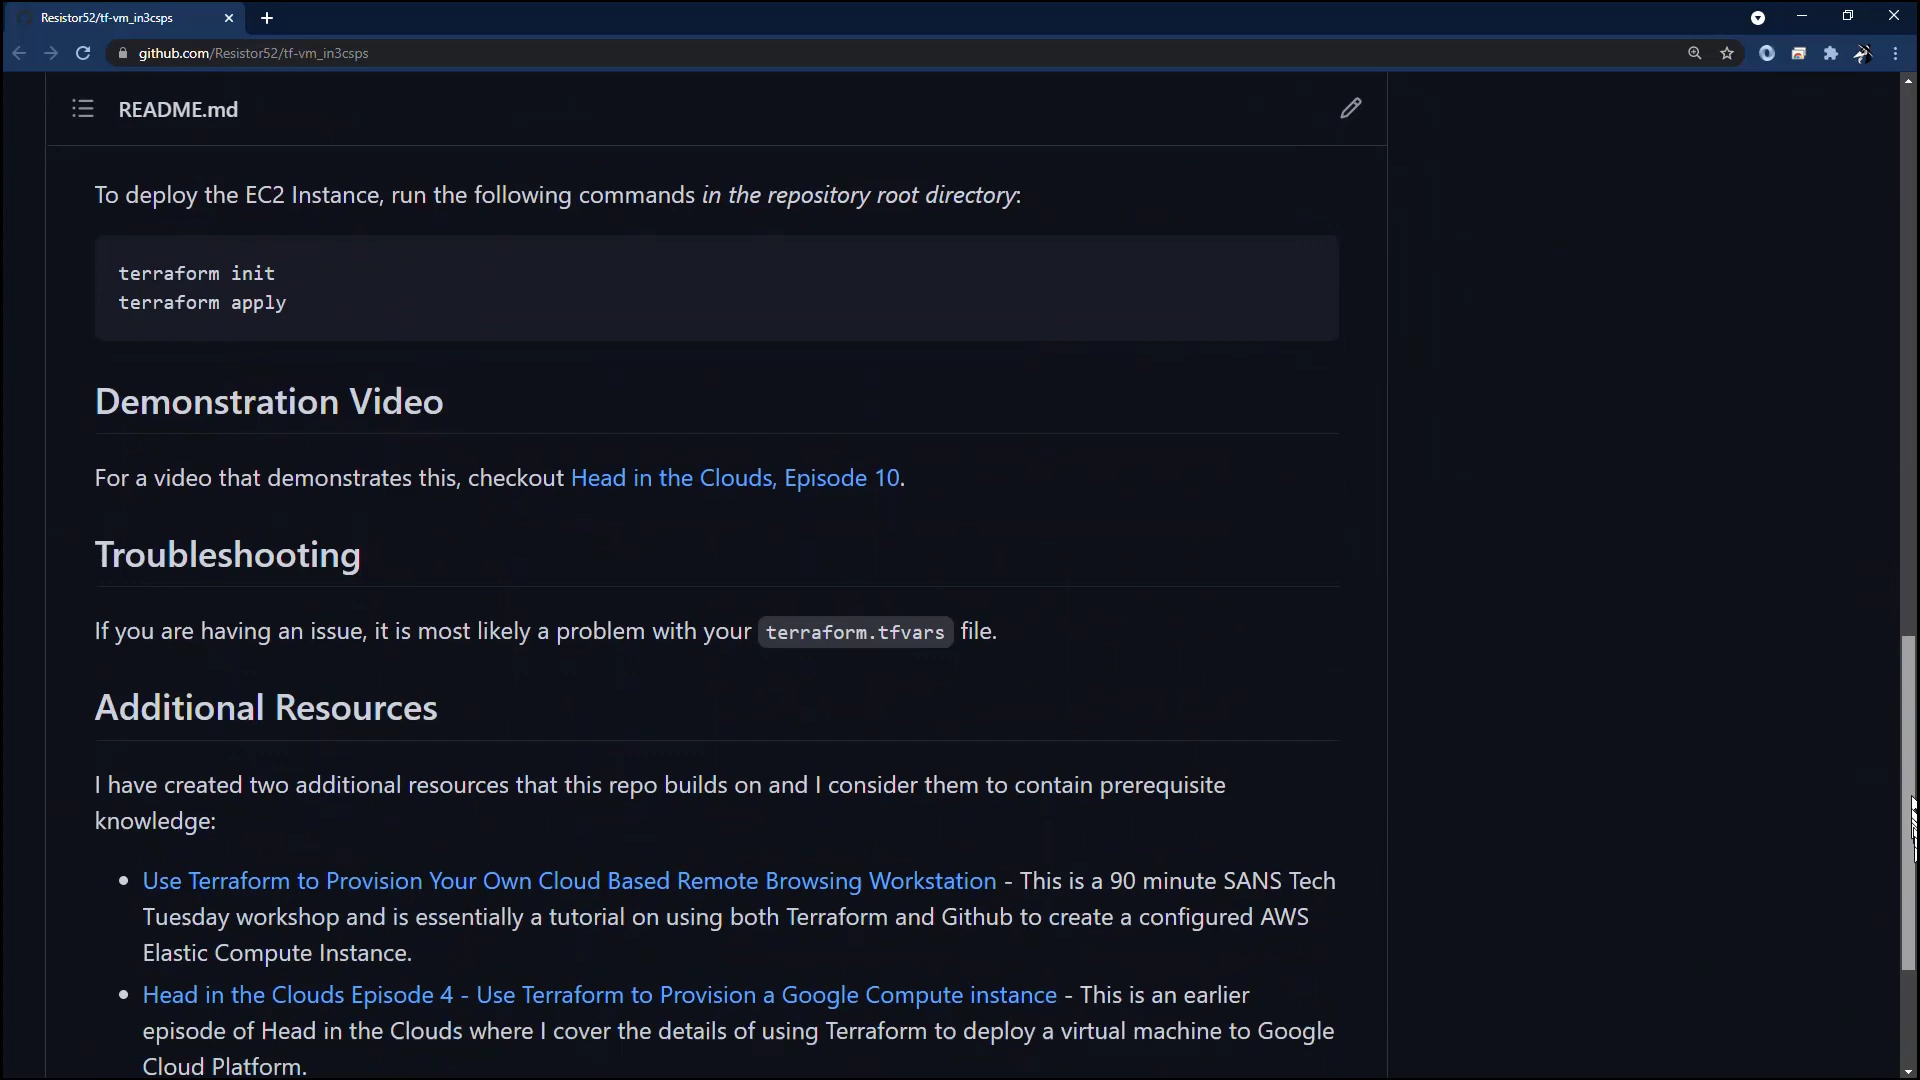 Resistor52/tf-vm_in3csps
github.com/Resistor52/tf-vm_in3csps
README.md
To deploy the EC2 Instance, run the following commands in the repository root directory:
terraform init
terraform apply
Demonstration Video
For a video that demonstrates this, checkout Head in the Clouds, Episode 10.
Troubleshooting
If you are having an issue, it is most likely a problem with your terraform.tfvars file.
Additional Resources
I have created two additional resources that this repo builds on and I consider them to contain prerequisite
knowledge:
• Use Terraform to Provision Your Own Cloud Based Remote Browsing Workstation - This is a 90 minute SANS Tech
Tuesday workshop and is essentially a tutorial on using both Terraform and Github to create a configured AWS
Elastic Compute Instance.
• Head in the Clouds Episode 4 - Use Terraform to Provision a Google Compute instance - This is an earlier
episode of Head in the Clouds where I cover the details of using Terraform to deploy a virtual machine to Google
Cloud Platform.